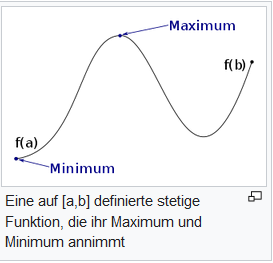 Maximum
f(b)
f(a)
Minimum
Eine auf [a,b] definierte stetige
Funktion, die ihr Maximum und
Minimum annimmt